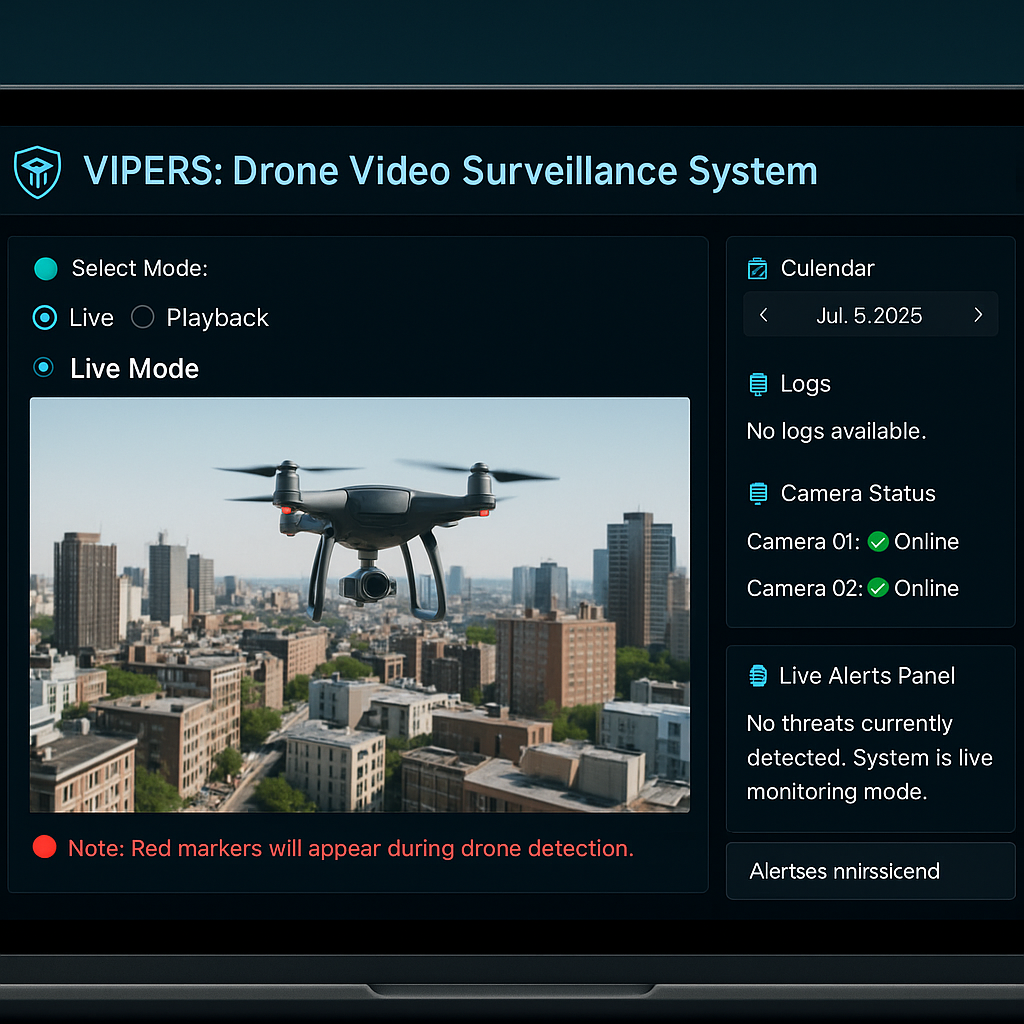 VIPERS: Drone Video Surveillance System
Select Mode:
Live Playback
Live Mode
Note: Red markers will appear during drone detection.
Culendar
Jul. 5.2025
Logs
No logs available.
Camera Status
Camera 01: Online
Camera 02: Online
Live Alerts Panel
No threats currently
detected. System is live
monitoring mode.
Alertses nnirssicend